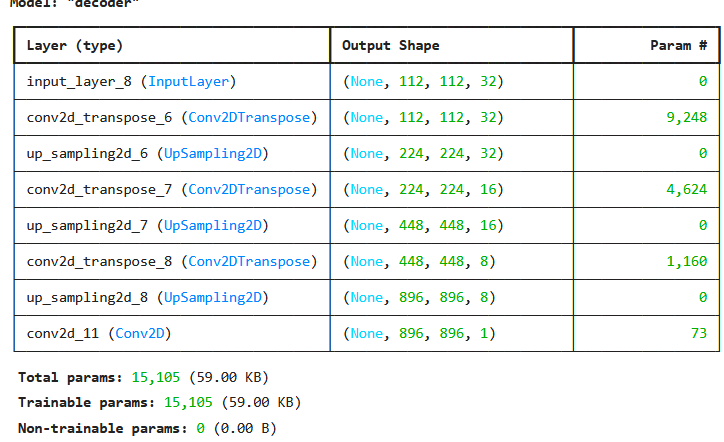 Model: "decoder"
Layer (type) Output Shape Param #
input_layer_8 (InputLayer) (None, 112, 112, 32) 0
conv2d_transpose_6 (Conv2DTranspose) (None, 112, 112, 32) 9,248
up_sampling2d_6 (UpSampling2D) (None, 224, 224, 32) 0
conv2d_transpose_7 (Conv2DTranspose) (None, 224, 224, 16) 4,624
up_sampling2d_7 (UpSampling2D) (None, 448, 448, 16) 0
conv2d_transpose_8 (Conv2DTranspose) (None, 448, 448, 8) 1,160
up_sampling2d_8 (UpSampling2D) (None, 896, 896, 8) 0
conv2d_11 (Conv2D) (None, 896, 896, 1) 73
Total params: 15,105 (59.00 KB)
Trainable params: 15,105 (59.00 KB)
Non-trainable params: 0 (0.00 B)